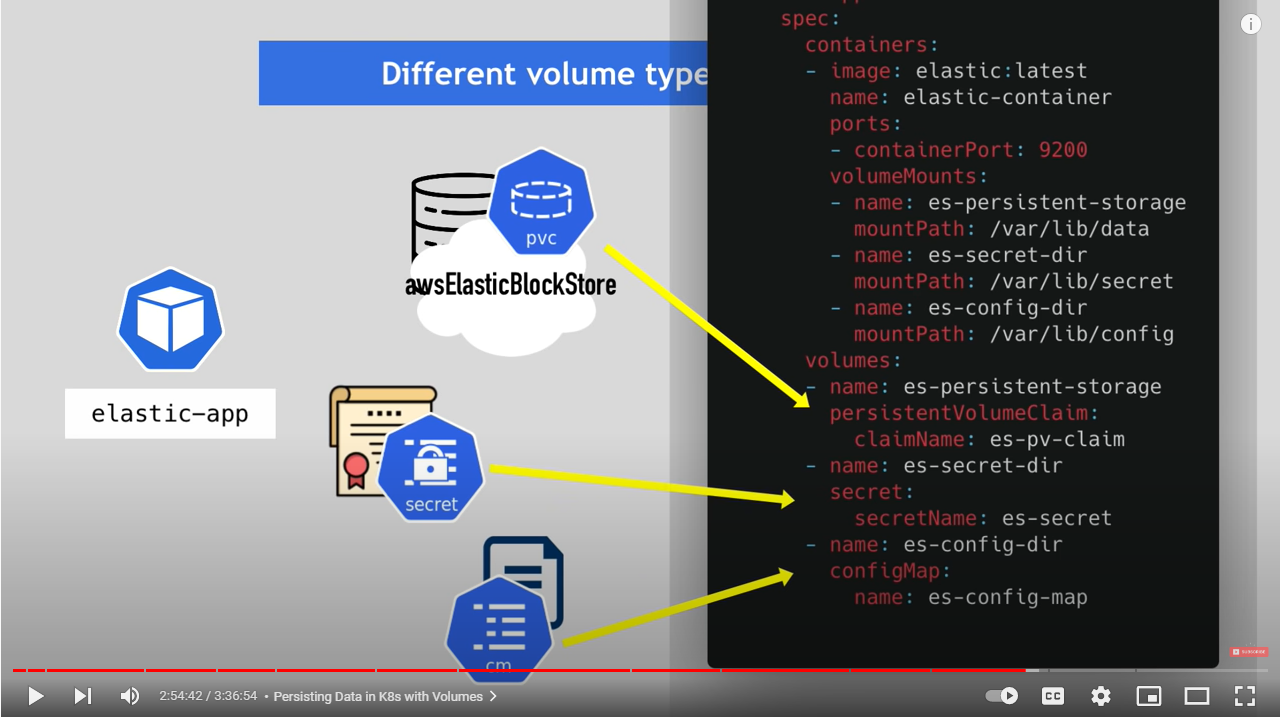 Different volume type
pvc
awsElasticBlockStore
elastic-app
secret
cm
spec:
containers:
- image: elastic:latest
name: elastic-container
ports:
- containerPort: 9200
volumeMounts:
- name: es-persistent-storage
mountPath: /var/lib/data
- name: es-secret-dir
mountPath: /var/lib/secret
- name: es-config-dir
mountPath: /var/lib/config
volumes:
- name: es-persistent-storage
persistentVolumeClaim:
claimName: es-pv-claim
- name: es-secret-dir
secret:
secretName: es-secret
- name: es-config-dir
configMap:
name: es-config-map
2:54:42 / 3:36:54 • Persisting Data in K8s with Volumes
CC